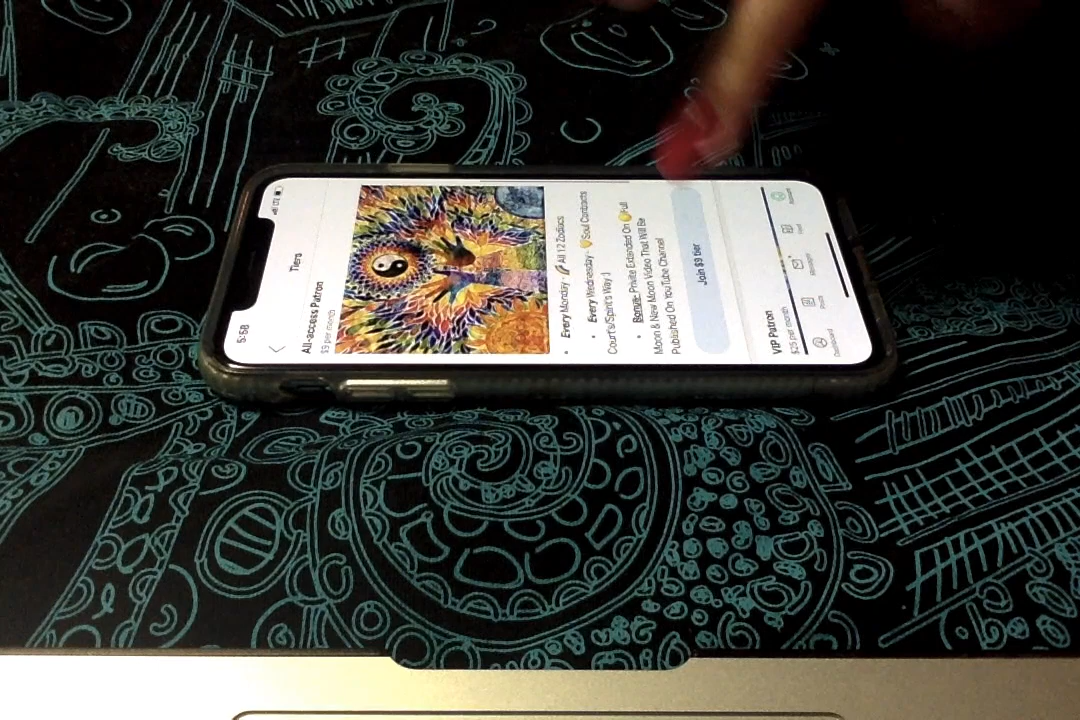 5:58
LTE
Tiers
All-access Patron
$9 per month
• Every Monday - 🌈 All 12 Zodiacs
• Every Wednesday - 💛Soul Contracts
Court's/Spirit's Way :)
• Bonus- Private Extended On 🌕Full
Moon & New Moon Video That Will Be
Published On YouTube Channel
Join $9 tier
VIP Patron
$25 per month
Dashboard
Posts
Messages